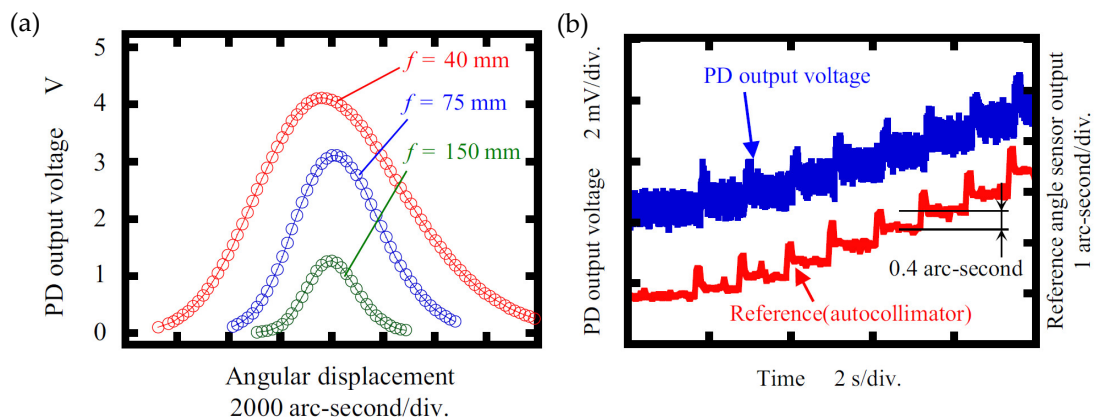 (a)
PD output voltage V
5
4
3
2
1
0
f = 40 mm
f = 75 mm
f = 150 mm
Angular displacement
2000 arc-second/div.
(b)
PD output voltage 2 mV/div.
PD output voltage
0.4 arc-second
Reference(autocollimator)
Time 2 s/div.
Reference angle sensor output
1 arc-second/div.